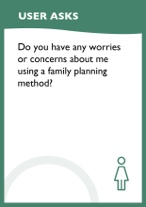 USER ASKS
Do you have any worries
or concerns about me
using a family planning
method?